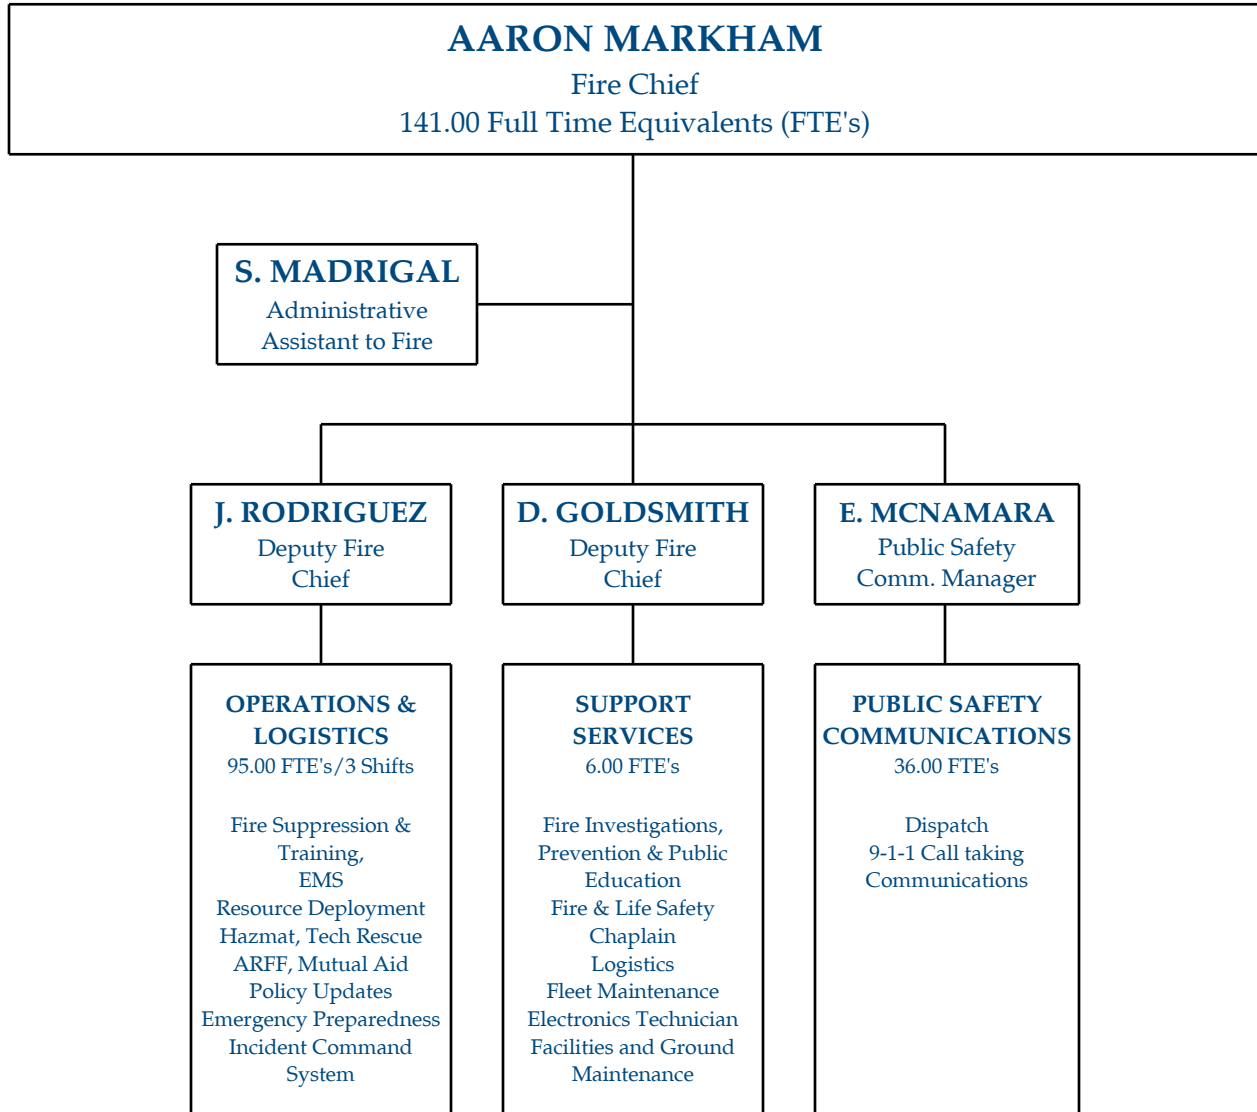 AARON MARKHAM
Fire Chief
141.00 Full Time Equivalents (FTE's)
S. MADRIGAL
Administrative
Assistant to Fire
J. RODRIGUEZ
Deputy Fire
Chief
D. GOLDSMITH
Deputy Fire
Chief
E. MCNAMARA
Public Safety
Comm. Manager
OPERATIONS &
LOGISTICS
95.00 FTE's/3 Shifts
Fire Suppression &
Training,
EMS
Resource Deployment
Hazmat, Tech Rescue
ARFF, Mutual Aid
Policy Updates
Emergency Preparedness
Incident Command
System
SUPPORT
SERVICES
6.00 FTE's
Fire Investigations,
Prevention & Public
Education
Fire & Life Safety
Chaplain
Logistics
Fleet Maintenance
Electronics Technician
Facilities and Ground
Maintenance
PUBLIC SAFETY
COMMUNICATIONS
36.00 FTE's
Dispatch
9-1-1 Call taking
Communications